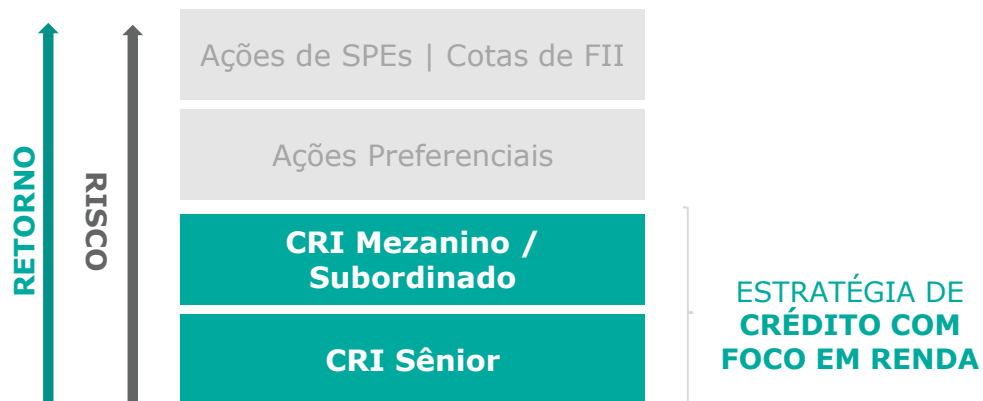 RETORNO
RISCO
Ações de SPEs | Cotas de FII
Ações Preferenciais
CRI Mezanino /
Subordinado
CRI Sênior
ESTRATÉGIA DE
CRÉDITO COM
FOCO EM RENDA